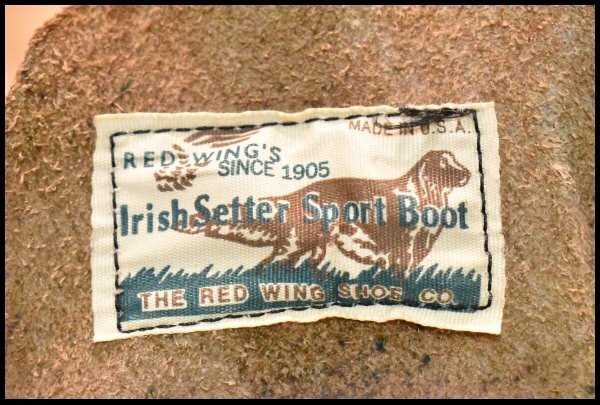 MADE IN U.S.A.
RED WING'S
SINCE 1905
Irish Setter Sport Boot
THE RED WING SHOE CO.